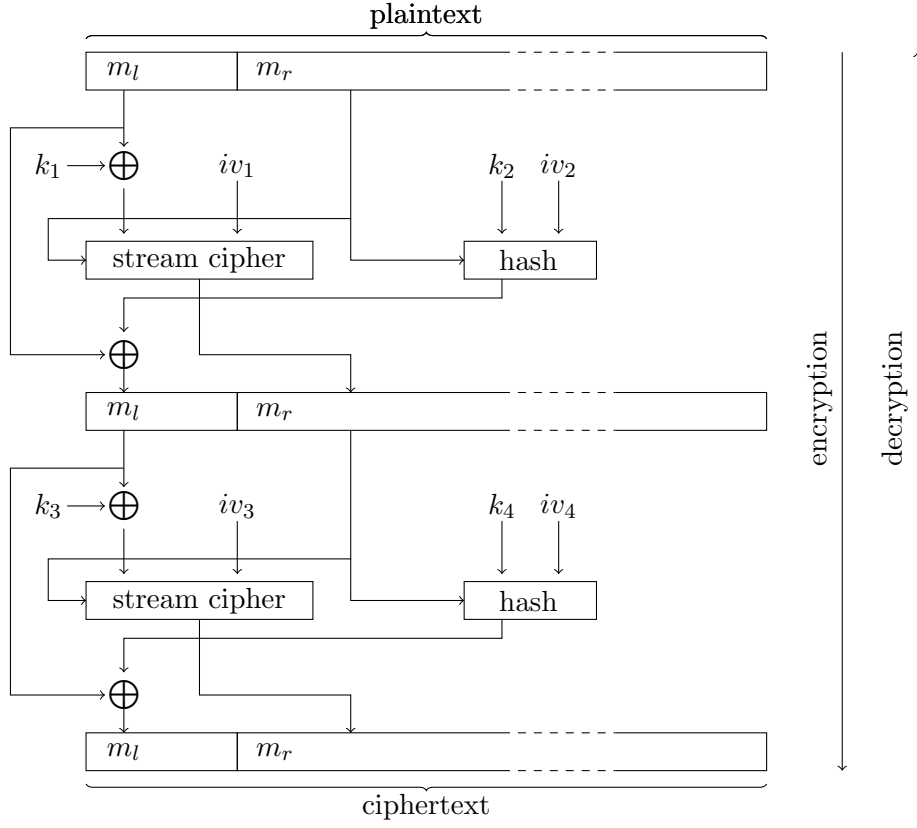 plaintext
m_l m_r
k_1 iv_1 k_2 iv_2
stream cipher hash
m_l m_r
k_3 iv_3 k_4 iv_4
stream cipher hash
m_l m_r
ciphertext
encryption
decryption